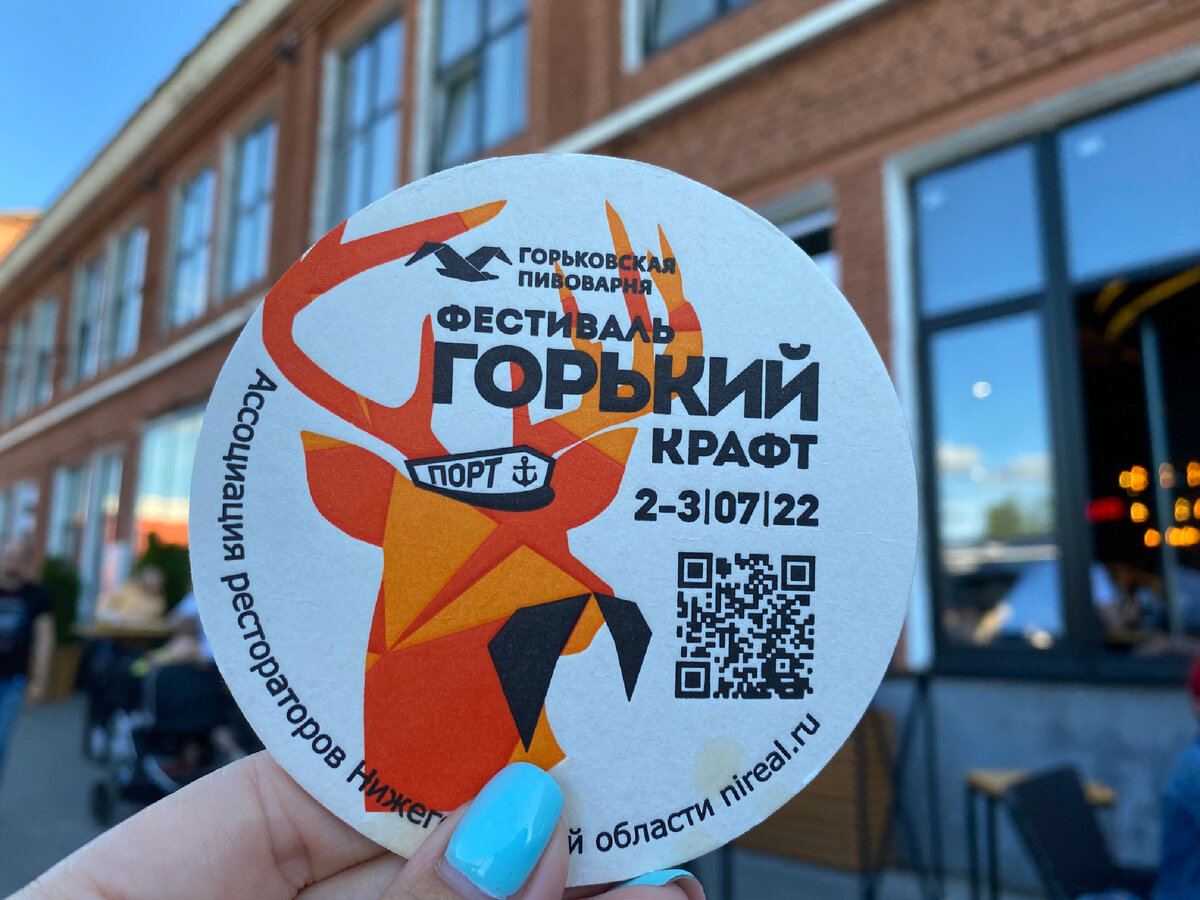 ГОРЬКОВСКАЯ
ПИВОВАРНЯ
ФЕСТИВАЛЬ
ГОРЬКИЙ
КРАФТ
ПОРТ
2-3|07|22
Ассоциация рестораторов области nireal.ru